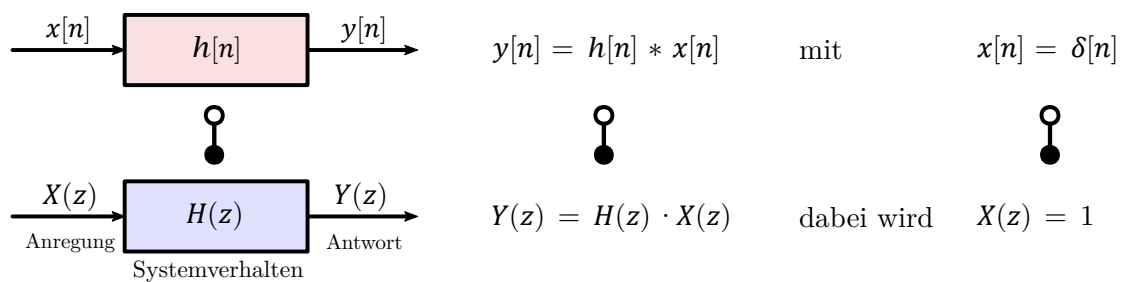 x[n] h[n] y[n] y[n] = h[n] ∗ x[n] mit x[n] = δ[n]
X(z) H(z) Y(z) Y(z) = H(z) · X(z) dabei wird X(z) = 1
Anregung Antwort
Systemverhalten